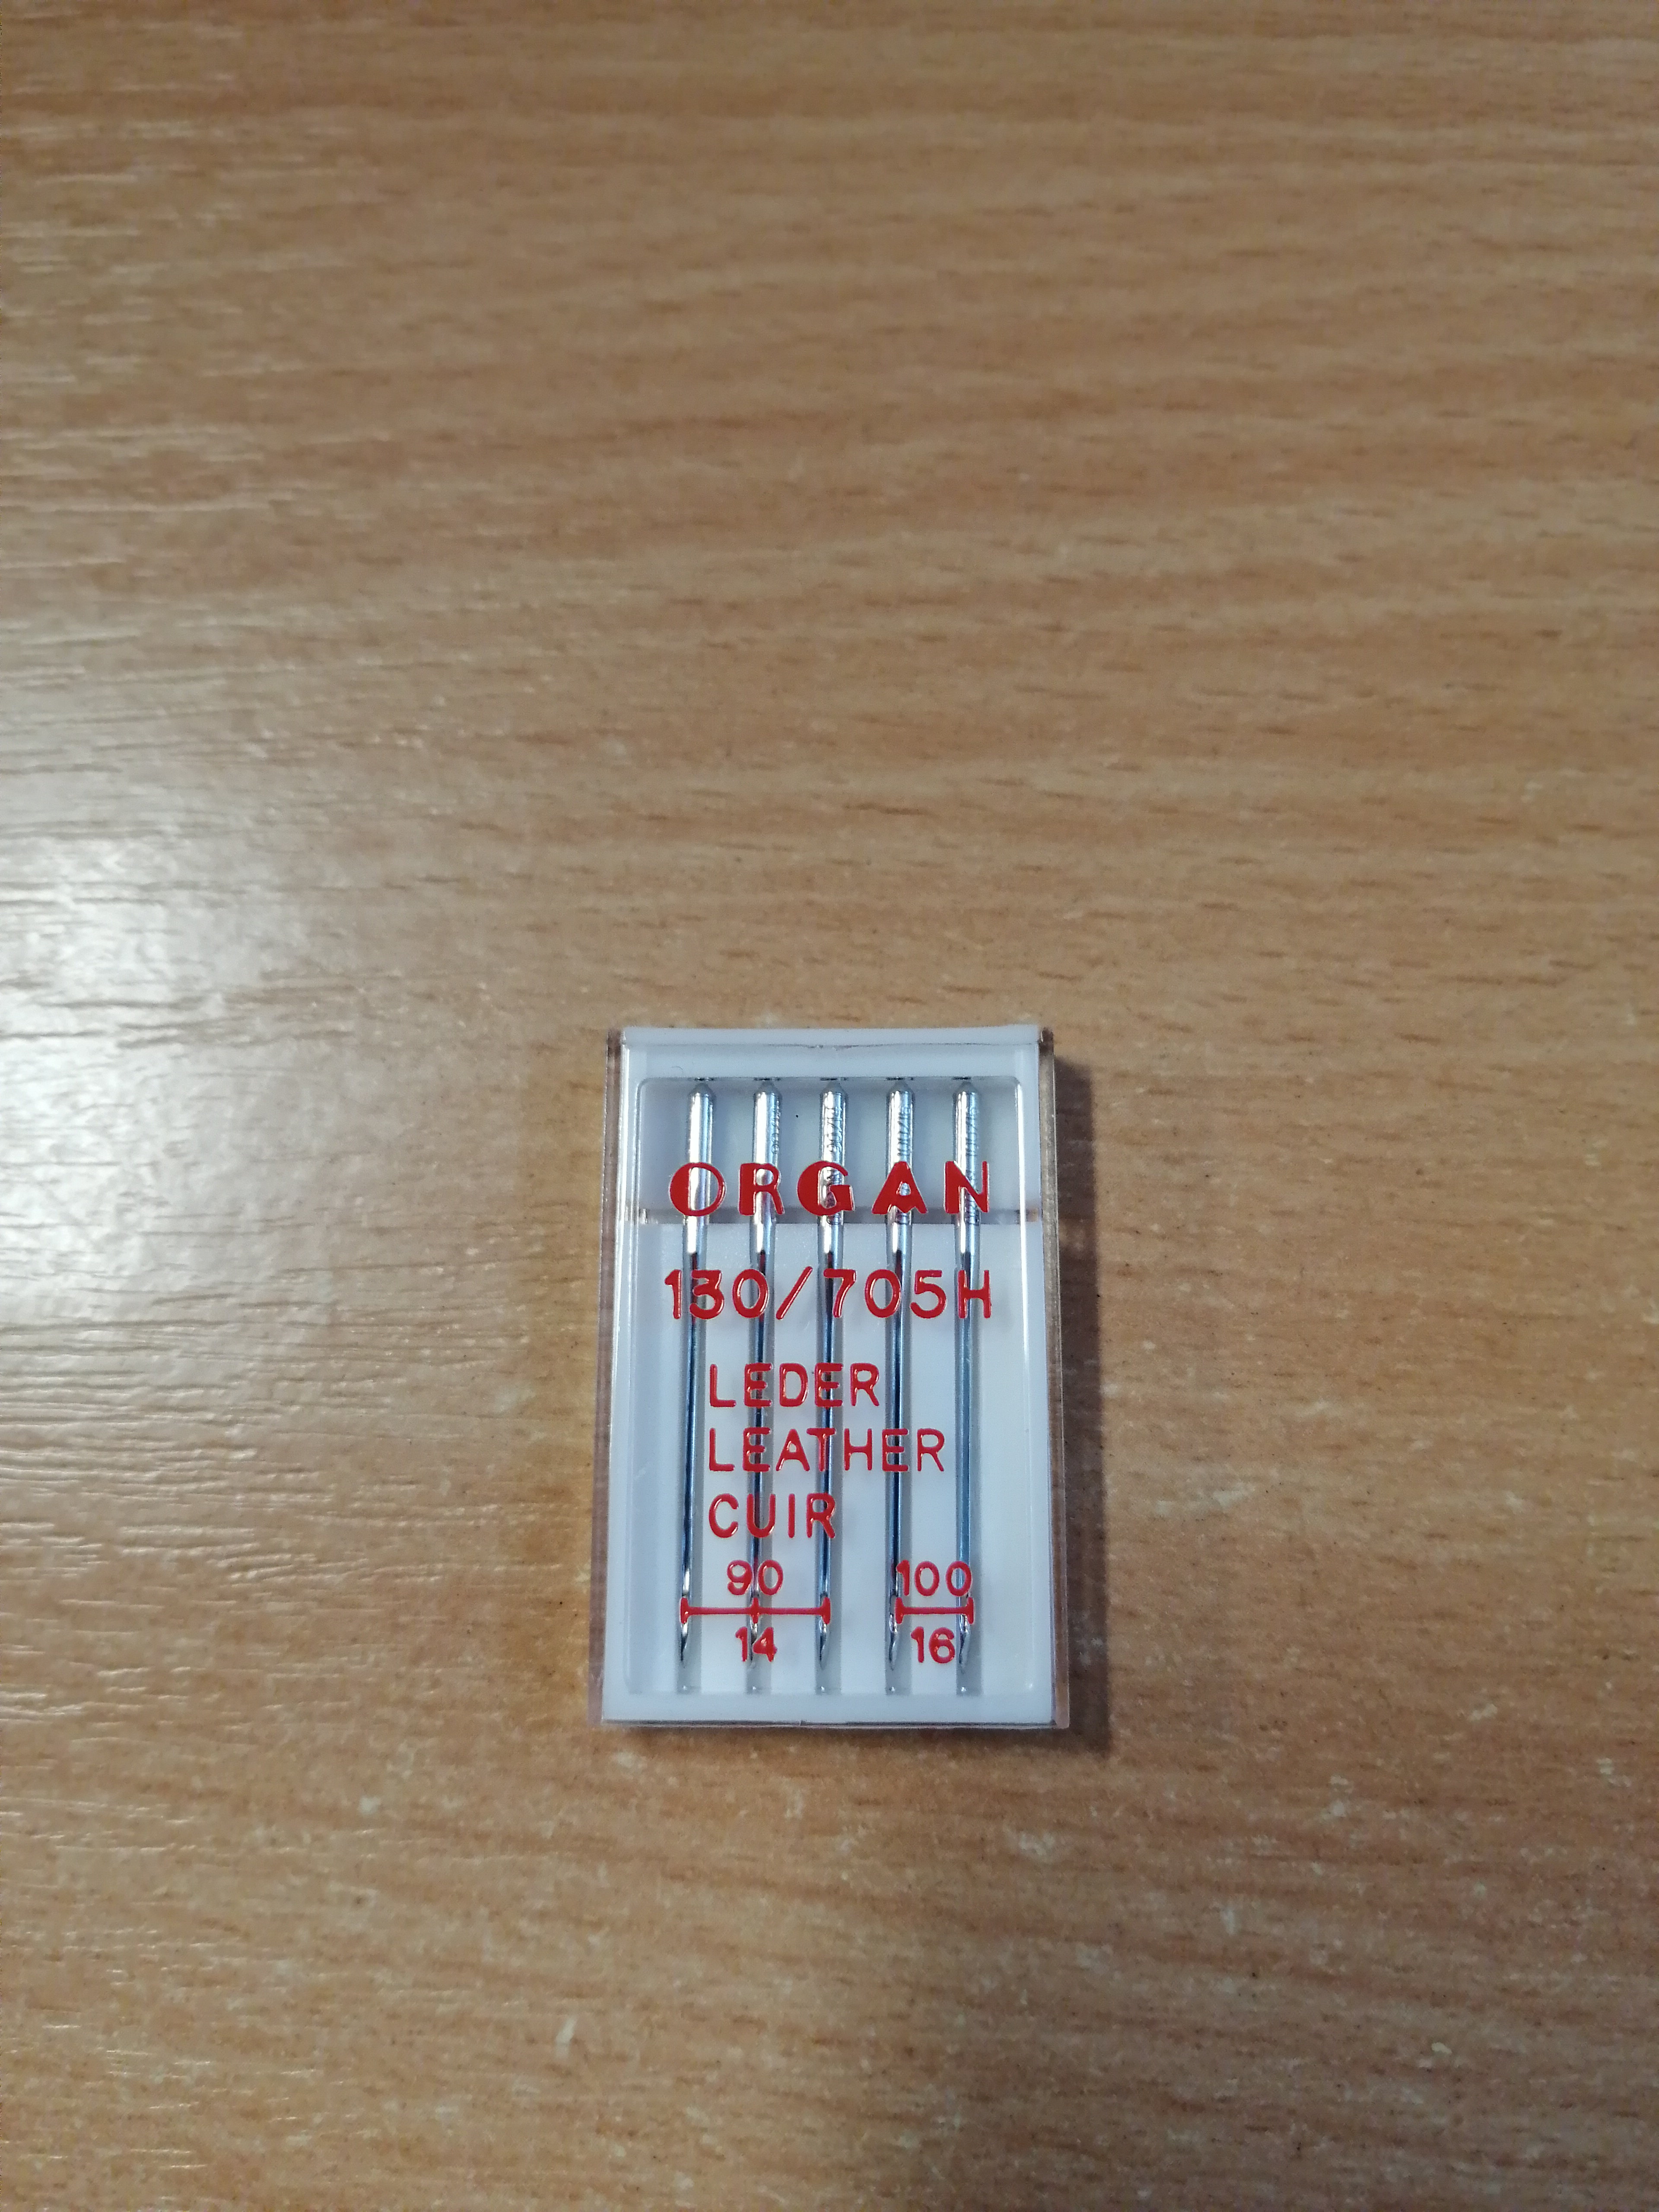 ORGAN
130/705H
LEDER
LEATHER
CUIR
90 100
14 16